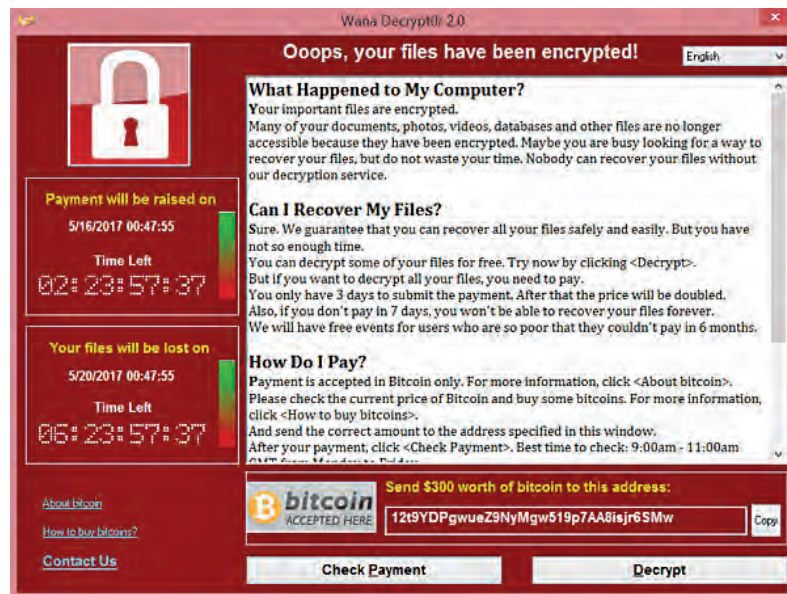 Wana Decrypt0r 2.0
Ooops, your files have been encrypted!
English
What Happened to My Computer?
Your important files are encrypted.
Many of your documents, photos, videos, databases and other files are no longer
accessible because they have been encrypted. Maybe you are busy looking for a way to
recover your files, but do not waste your time. Nobody can recover your files without
our decryption service.
Can I Recover My Files?
Sure. We guarantee that you can recover all your files safely and easily. But you have
not so enough time.
You can decrypt some of your files for free. Try now by clicking <Decrypt>.
But if you want to decrypt all your files, you need to pay.
You only have 3 days to submit the payment. After that the price will be doubled.
Also, if you don't pay in 7 days, you won't be able to recover your files forever.
We will have free events for users who are so poor that they couldn't pay in 6 months.
How Do I Pay?
Payment is accepted in Bitcoin only. For more information, click <About bitcoin>.
Please check the current price of Bitcoin and buy some bitcoins. For more information,
click <How to buy bitcoins>.
And send the correct amount to the address specified in this window.
After your payment, click <Check Payment>. Best time to check: 9:00am - 11:00am
GMT from Monday to Friday.
Payment will be raised on
5/16/2017 00:47:55
Time Left
02:23:57:37
Your files will be lost on
5/20/2017 00:47:55
Time Left
06:23:57:37
About bitcoin
How to buy bitcoins?
Contact Us
bitcoin
ACCEPTED HERE
Send $300 worth of bitcoin to this address:
12t9YDPgwueZ9NyMgw519p7AA8isjr6SMw
Copy
Check Payment
Decrypt